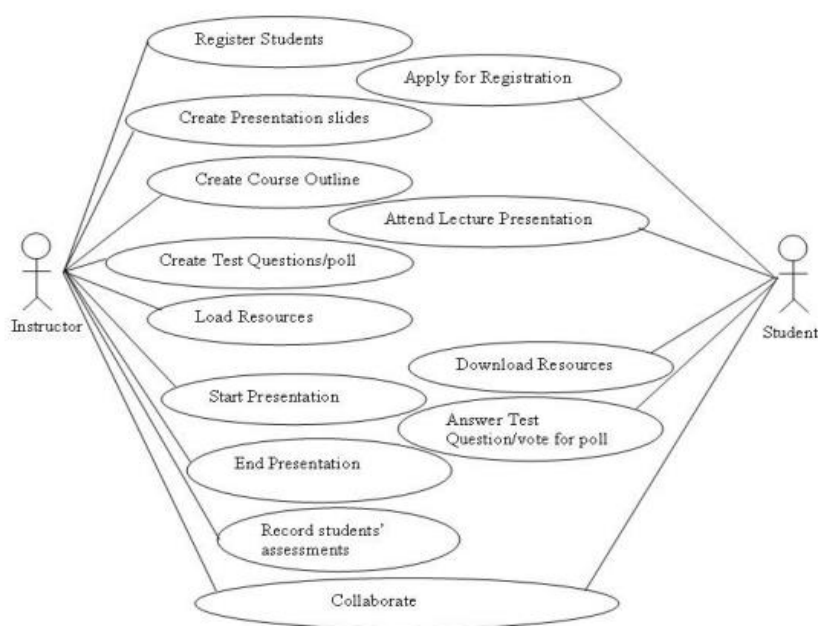 Register Students
Apply for Registration
Create Presentation slides
Create Course Outline
Attend Lecture Presentation
Create Test Questions/poll
Instructor
Load Resources
Student
Download Resources
Start Presentation
Answer Test
Question/vote for poll
End Presentation
Record students'
assessments
Collaborate